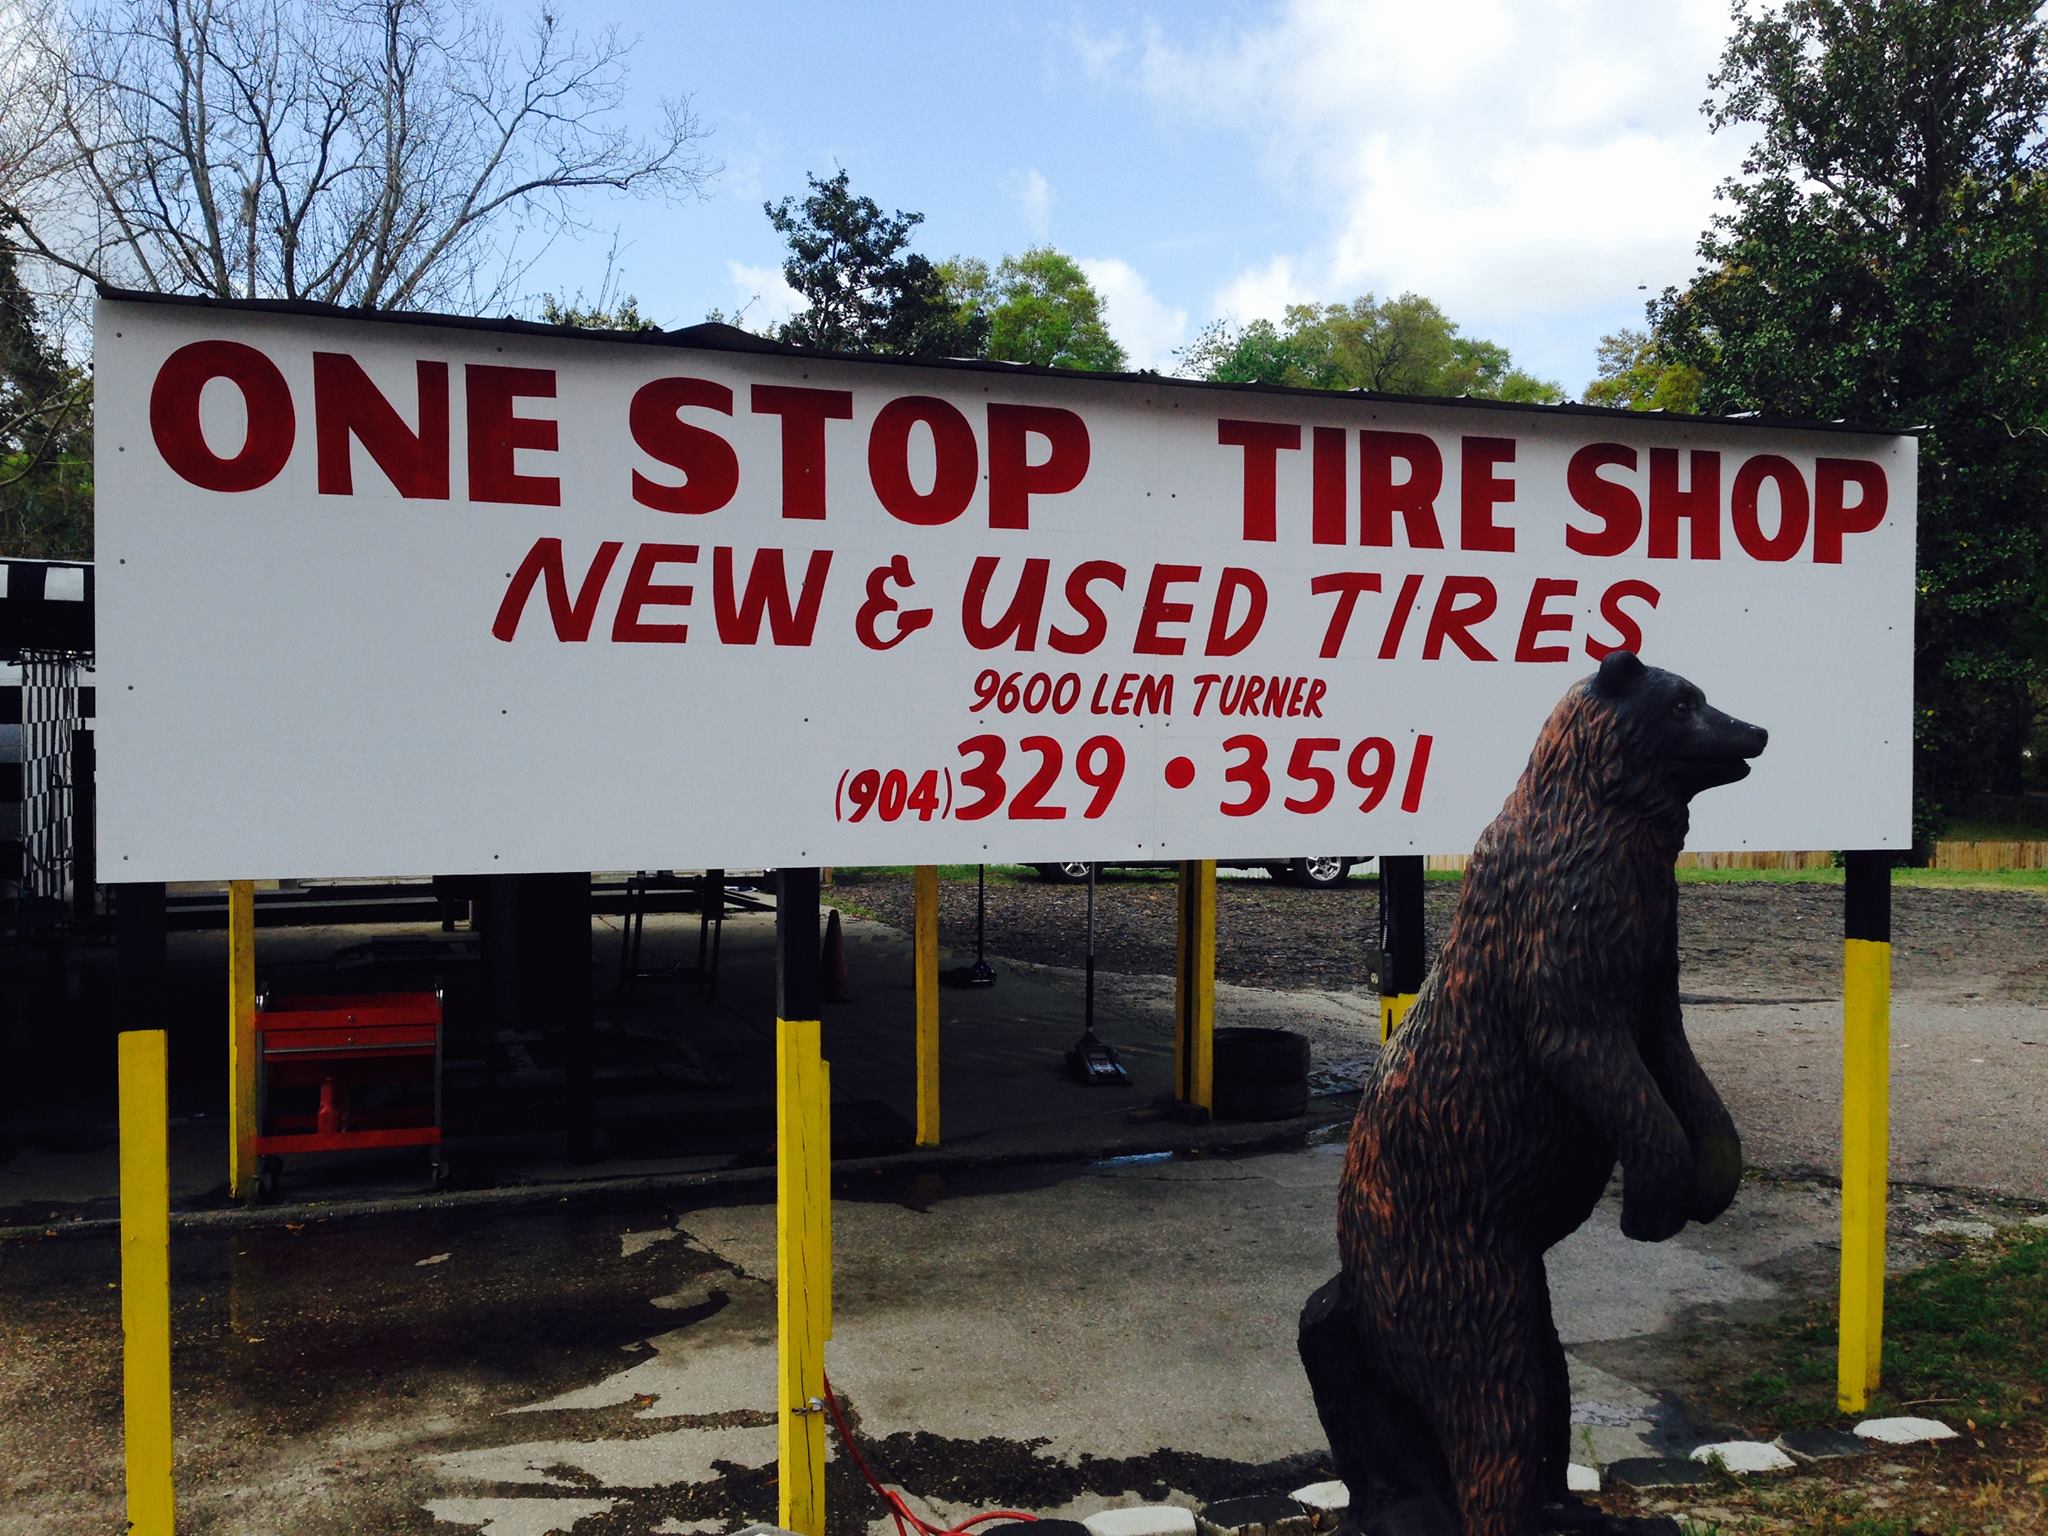 ONE STOP TIRE SHOP
NEW & USED TIRES
9600 LEM TURNER
(904) 329 • 3591